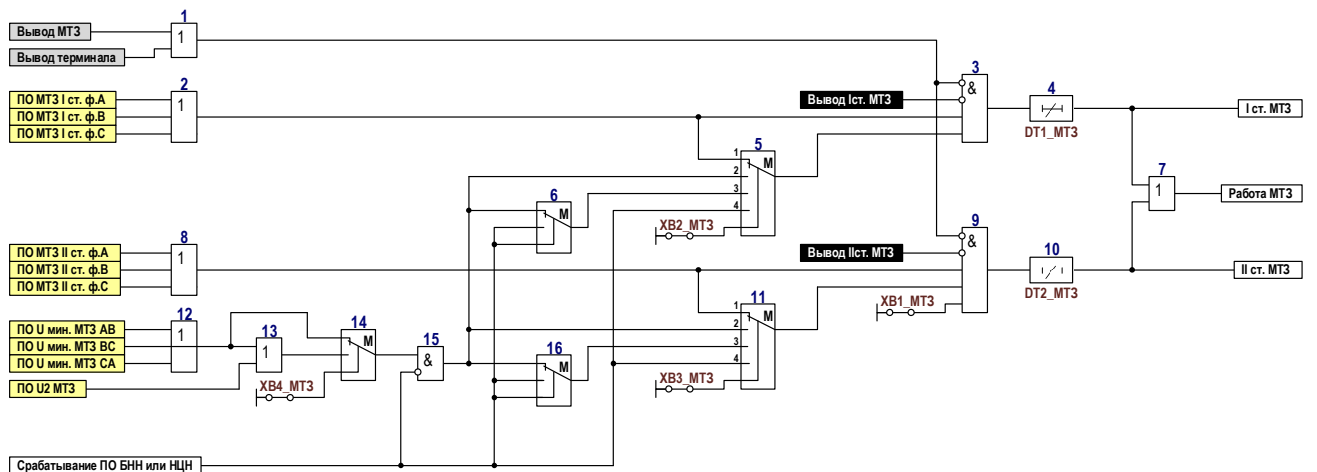 1
Вывод МТЗ
1
Вывод терминала
2
3
ПО МТЗ I ст. ф.А
1
Вывод Iст. МТЗ
&
4
ПО МТЗ I ст. ф.В
I ст. МТЗ
ПО МТЗ I ст. ф.С
DT1_МТЗ
5
1
М
2
3
4
7
1
Работа МТЗ
6
М
XB2_МТЗ
8
9
ПО МТЗ II ст. ф.А
1
Вывод IIст. МТЗ
&
10
ПО МТЗ II ст. ф.В
II ст. МТЗ
ПО МТЗ II ст. ф.С
DT2_МТЗ
11
XB1_МТЗ
1
М
2
3
4
12
ПО U мин. МТЗ АВ
1
13
14
15
ПО U мин. МТЗ ВС
1
М
&
16
ПО U мин. МТЗ СА
М
ПО U2 МТЗ
XB4_МТЗ
XB3_МТЗ
Срабатывание ПО БНН или НЦН